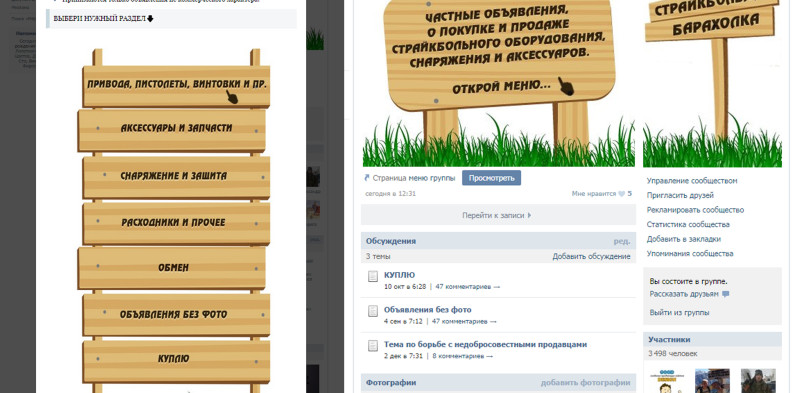 ВЫБЕРИ НУЖНЫЙ РАЗДЕЛ
ПРИВОДА, ПИСТОЛЕТЫ, ВИНТОВКИ И ПР.
АКСЕССУАРЫ И ЗАПЧАСТИ
СНАРЯЖЕНИЕ И ЗАШИТА
РАСХОДНИКИ И ПРОЧЕЕ
ОБМЕН
ОБЪЯВЛЕНИЯ БЕЗ ФОТО
КУПЛЮ
ЧАСТНЫЕ ОБЪЯВЛЕНИЯ,
О ПОКУПКЕ И ПРОДАЖЕ
СТРАЙКБОЛЬНОГО ОБОРУДОВАНИЯ,
СНАРЯЖЕНИЯ И АКСЕССУАРОВ.
ОТКРОЙ МЕНЮ...
Страница меню группы
Просмотреть
сегодня в 12:31
Мне нравится 5
Перейти к записи
Обсуждения ред.
3 темы Добавить обсуждение
КУПЛЮ
10 окт в 6:28 | 47 комментариев →
Объявления без фото
4 сен в 7:12 | 47 комментариев →
Тема по борьбе с недобросовестными продавцами
2 дек в 7:31 | 8 комментариев →
Фотографии добавить фотографии
БАРАХОЛКА
Управление сообществом
Пригласить друзей
Рекламировать сообщество
Статистика сообщества
Добавить в закладки
Упоминания сообщества
Вы состоите в группе.
Рассказать друзьям
Выйти из группы
Участники
3 498 человек